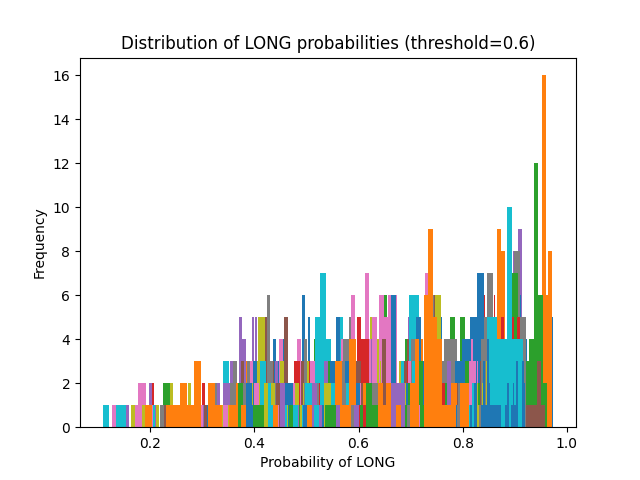 Distribution of LONG probabilities (threshold=0.6)
16
14
12
10
8
6
4
2
0
Frequency
0.2 0.4 0.6 0.8 1.0
Probability of LONG